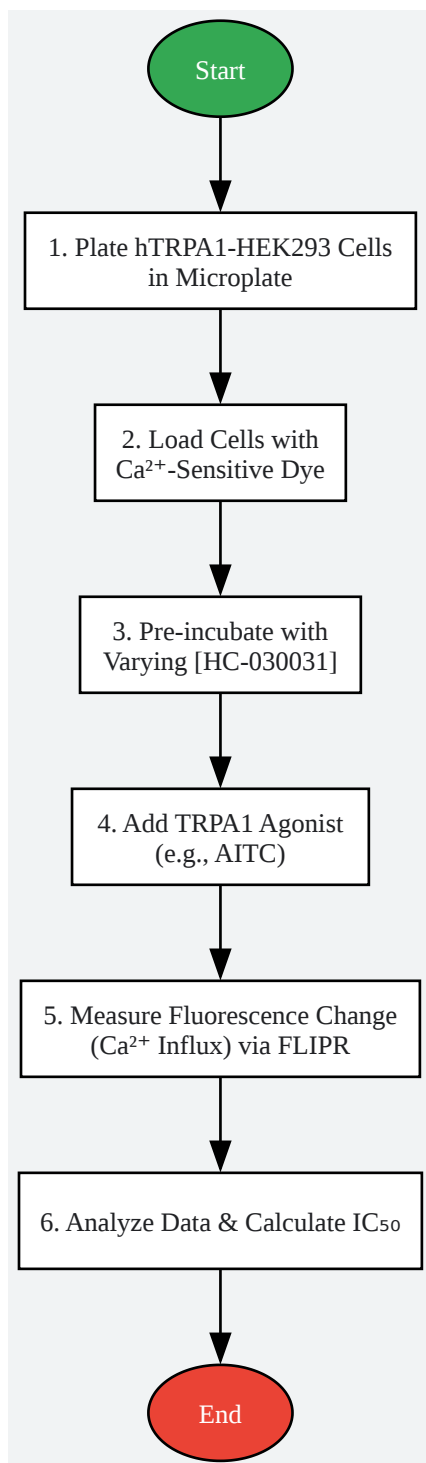 Start
1. Plate hTRPA1-HEK293 Cells
in Microplate
2. Load Cells with
Ca²⁺-Sensitive Dye
3. Pre-incubate with
Varying [HC-030031]
4. Add TRPA1 Agonist
(e.g., AITC)
5. Measure Fluorescence Change
(Ca²⁺ Influx) via FLIPR
6. Analyze Data & Calculate IC₅₀
End